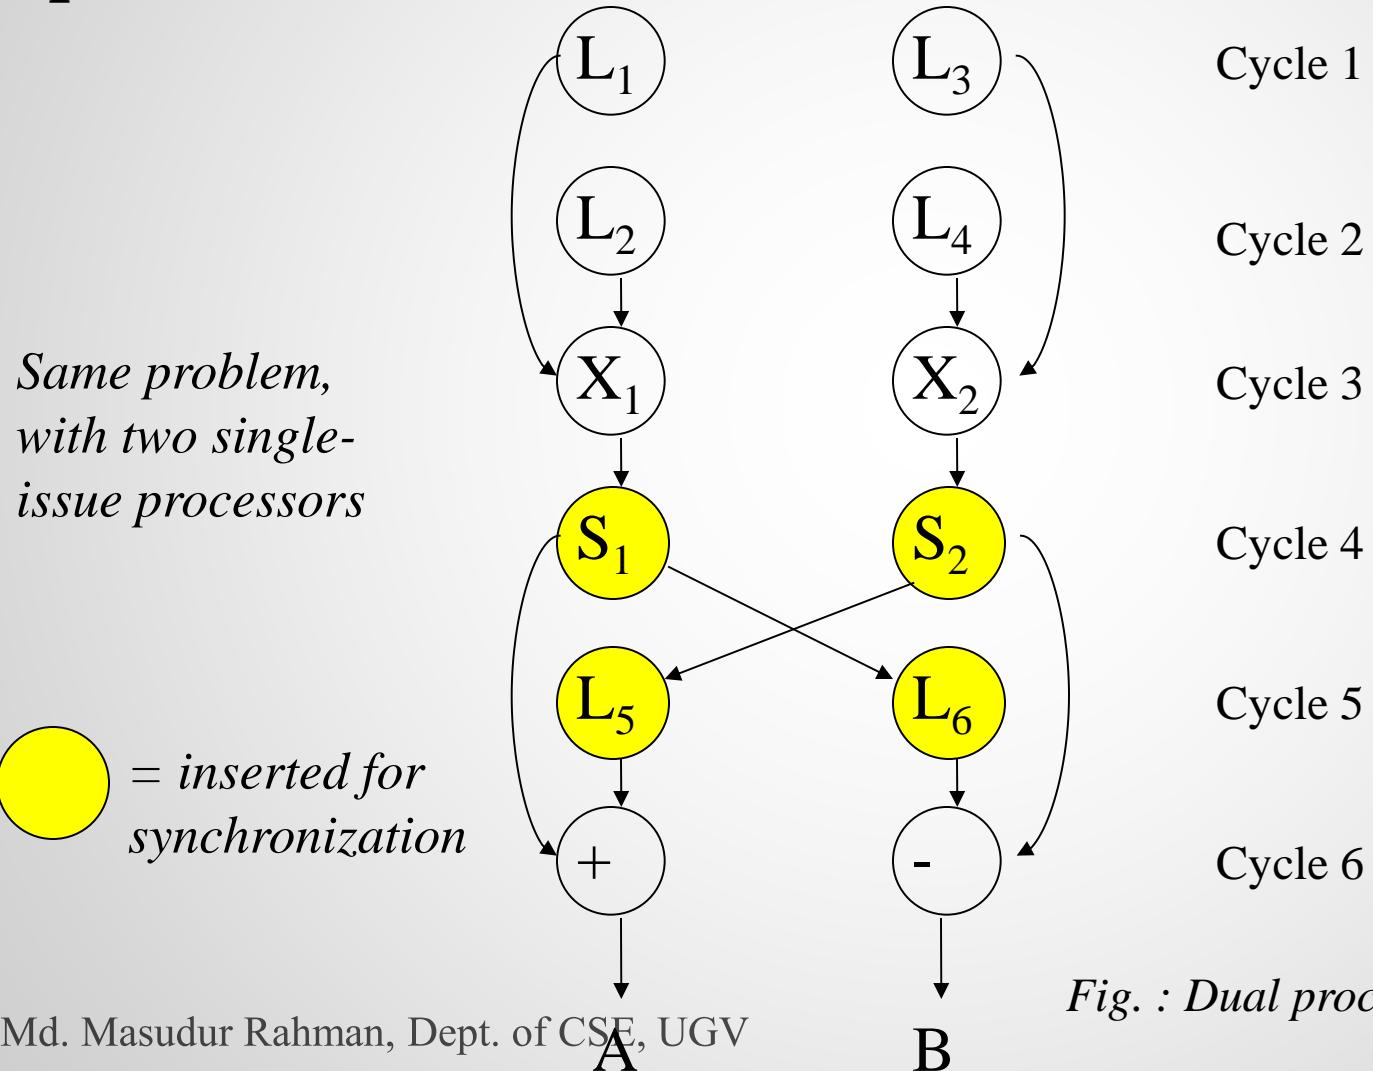 L₁ L₃ Cycle 1
L₂ L₄ Cycle 2
Same problem,
with two single-
issue processors
X₁ X₂ Cycle 3
S₁ S₂ Cycle 4
L₅ L₆ Cycle 5
= inserted for
synchronization
+ - Cycle 6
Fig. : Dual
Md. Masudur Rahman, Dept. of CSE, UGV
A B